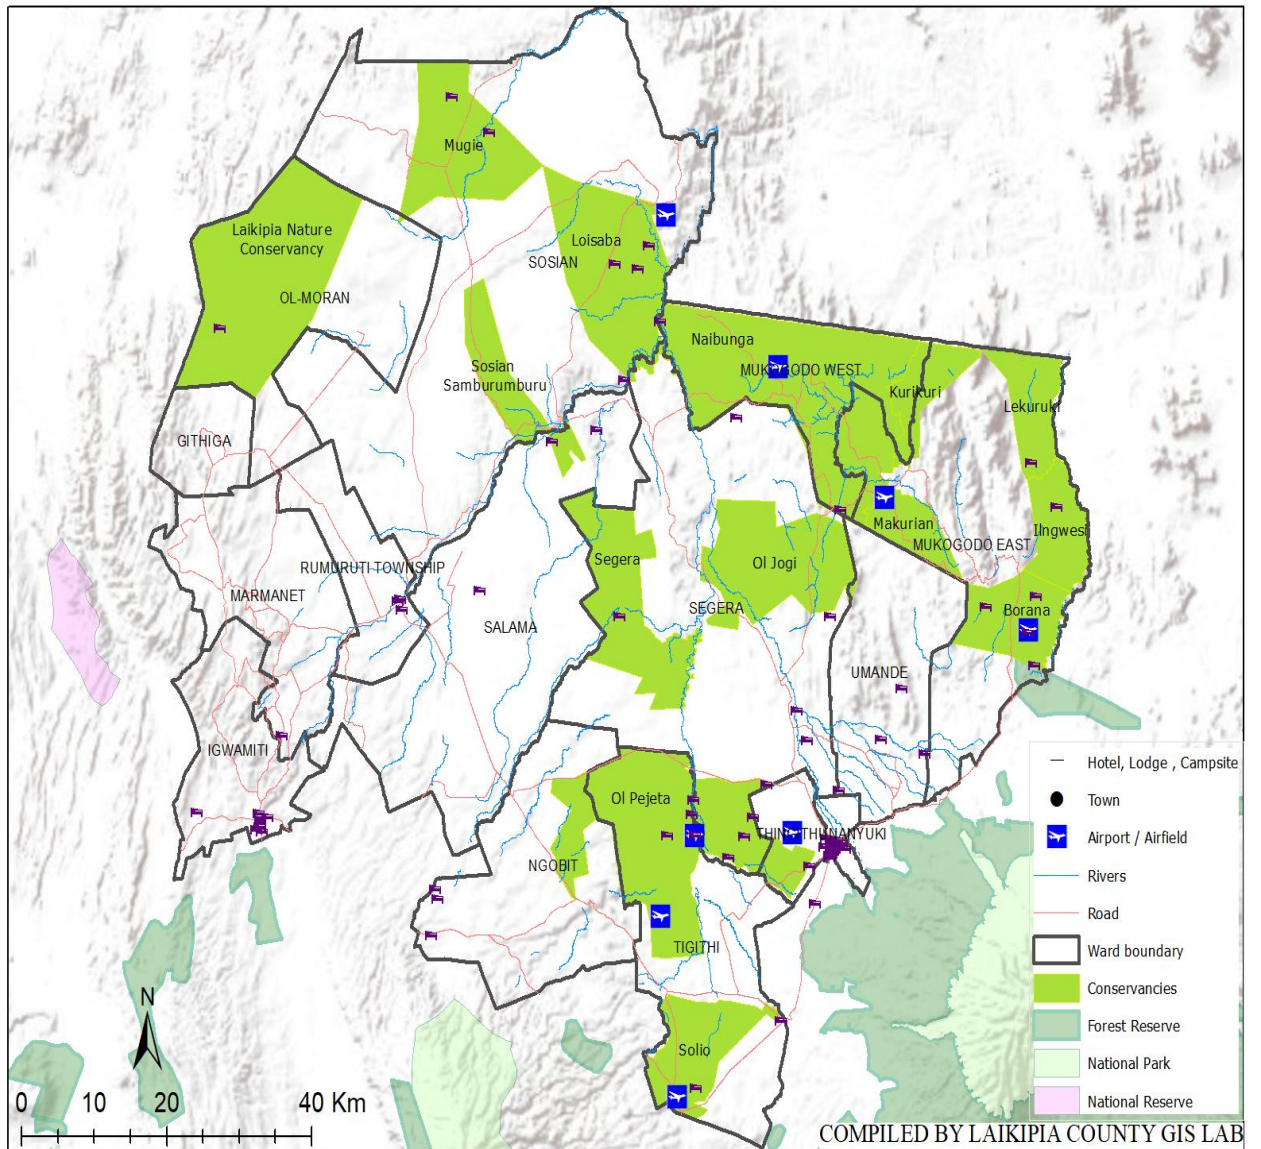 Mugie
Laikipia Nature
Conservancy
Loisaba
SOSIAN
OL-MORAN
Naibunga
Sosian
Samburumburu
MUKOGODO WEST
Kurikuri
Lekuruki
GITHIGA
Makurian
Ilngwesi
MUKOGODO EAST
Segera
Ol Jogi
RUMURUTI TOWNSHIP
MARMANET
SEGERA
Borana
SALAMA
UMANDE
IGWAMITI
Ol Pejeta
NGOBIT
NANYUKI
TIGITHI
Solio
Hotel, Lodge , Campsite
Town
Airport / Airfield
Rivers
Road
Ward boundary
Conservancies
Forest Reserve
National Park
National Reserve
N
0 10 20 40 Km
COMPILED BY LAIKIPIA COUNTY GIS LAB